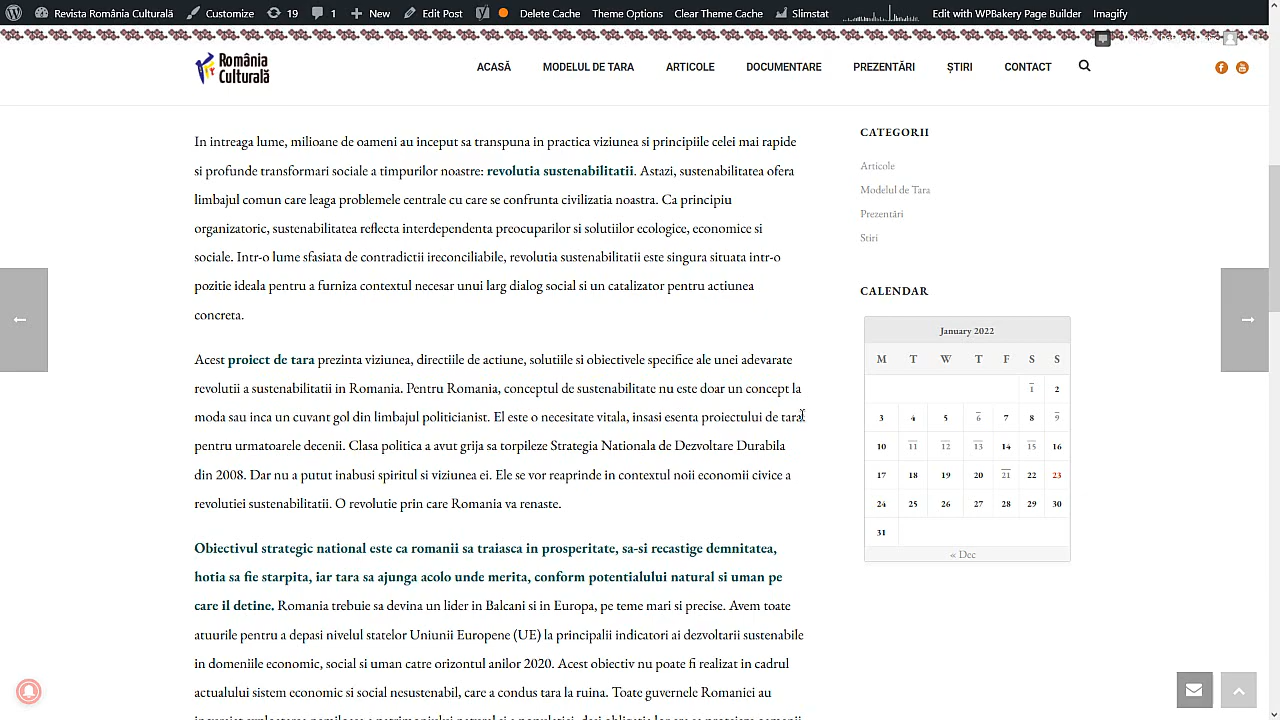 Revista România Culturală Customize 19 1 New Edit Post Delete Cache Theme Options Clear Theme Cache Slimstat Edit with WPBakery Page Builder Imagify
România
Culturală
ACASĂ MODELUL DE TARA ARTICOLE DOCUMENTARE PREZENTĂRI ȘTIRI CONTACT
In intreaga lume, milioane de oameni au inceput sa transpuna in practica viziunea si principiile celei mai rapide
si profunde transformari sociale a timpurilor noastre: revolutia sustenabilitatii. Astazi, sustenabilitatea ofera
limbajul comun care leaga problemele centrale cu care se confrunta civilizatia noastra. Ca principiu
organizatoric, sustenabilitatea reflecta interdependenta preocuparilor si solutiilor ecologice, economice si
sociale. Intr-o lume sfasiata de contradictii ireconciliabile, revolutia sustenabilitatii este singura situata intr-o
pozitie ideala pentru a furniza contextul necesar unui larg dialog social si un catalizator pentru actiunea
concreta.
Acest proiect de tara prezinta viziunea, directiile de actiune, solutiile si obiectivele specifice ale unei adevarate
revolutii a sustenabilitatii in Romania. Pentru Romania, conceptul de sustenabilitate nu este doar un concept la
moda sau inca un cuvant gol din limbajul politicianist. El este o necesitate vitala, insasi esenta proiectului de tara
pentru urmatoarele decenii. Clasa politica a avut grija sa torpileze Strategia Nationala de Dezvoltare Durabila
din 2008. Dar nu a putut inabusi spiritul si viziunea ei. Ele se vor reaprinde in contextul noii economii civice a
revolutiei sustenabilitatii. O revolutie prin care Romania va renaste.
Obiectivul strategic national este ca romanii sa traiasca in prosperitate, sa-si recastige demnitatea,
hotia sa fie starpita, iar tara sa ajunga acolo unde merita, conform potentialului natural si uman pe
care il detine. Romania trebuie sa devina un lider in Balcani si in Europa, pe teme mari si precise. Avem toate
atuurile pentru a depasi nivelul statelor Uniunii Europene (UE) la principalii indicatori ai dezvoltarii sustenabile
in domeniile economic, social si uman catre orizontul anilor 2020. Acest obiectiv nu poate fi realizat in cadrul
actualului sistem economic si social nesustenabil, care a condus tara la ruina. Toate guvernele Romaniei au
CATEGORII
Articole
Modelul de Tara
Prezentări
Stiri
CALENDAR
January 2022
M T W T F S S
1 2
3 4 5 6 7 8 9
10 11 12 13 14 15 16
17 18 19 20 21 22 23
24 25 26 27 28 29 30
31
« Dec